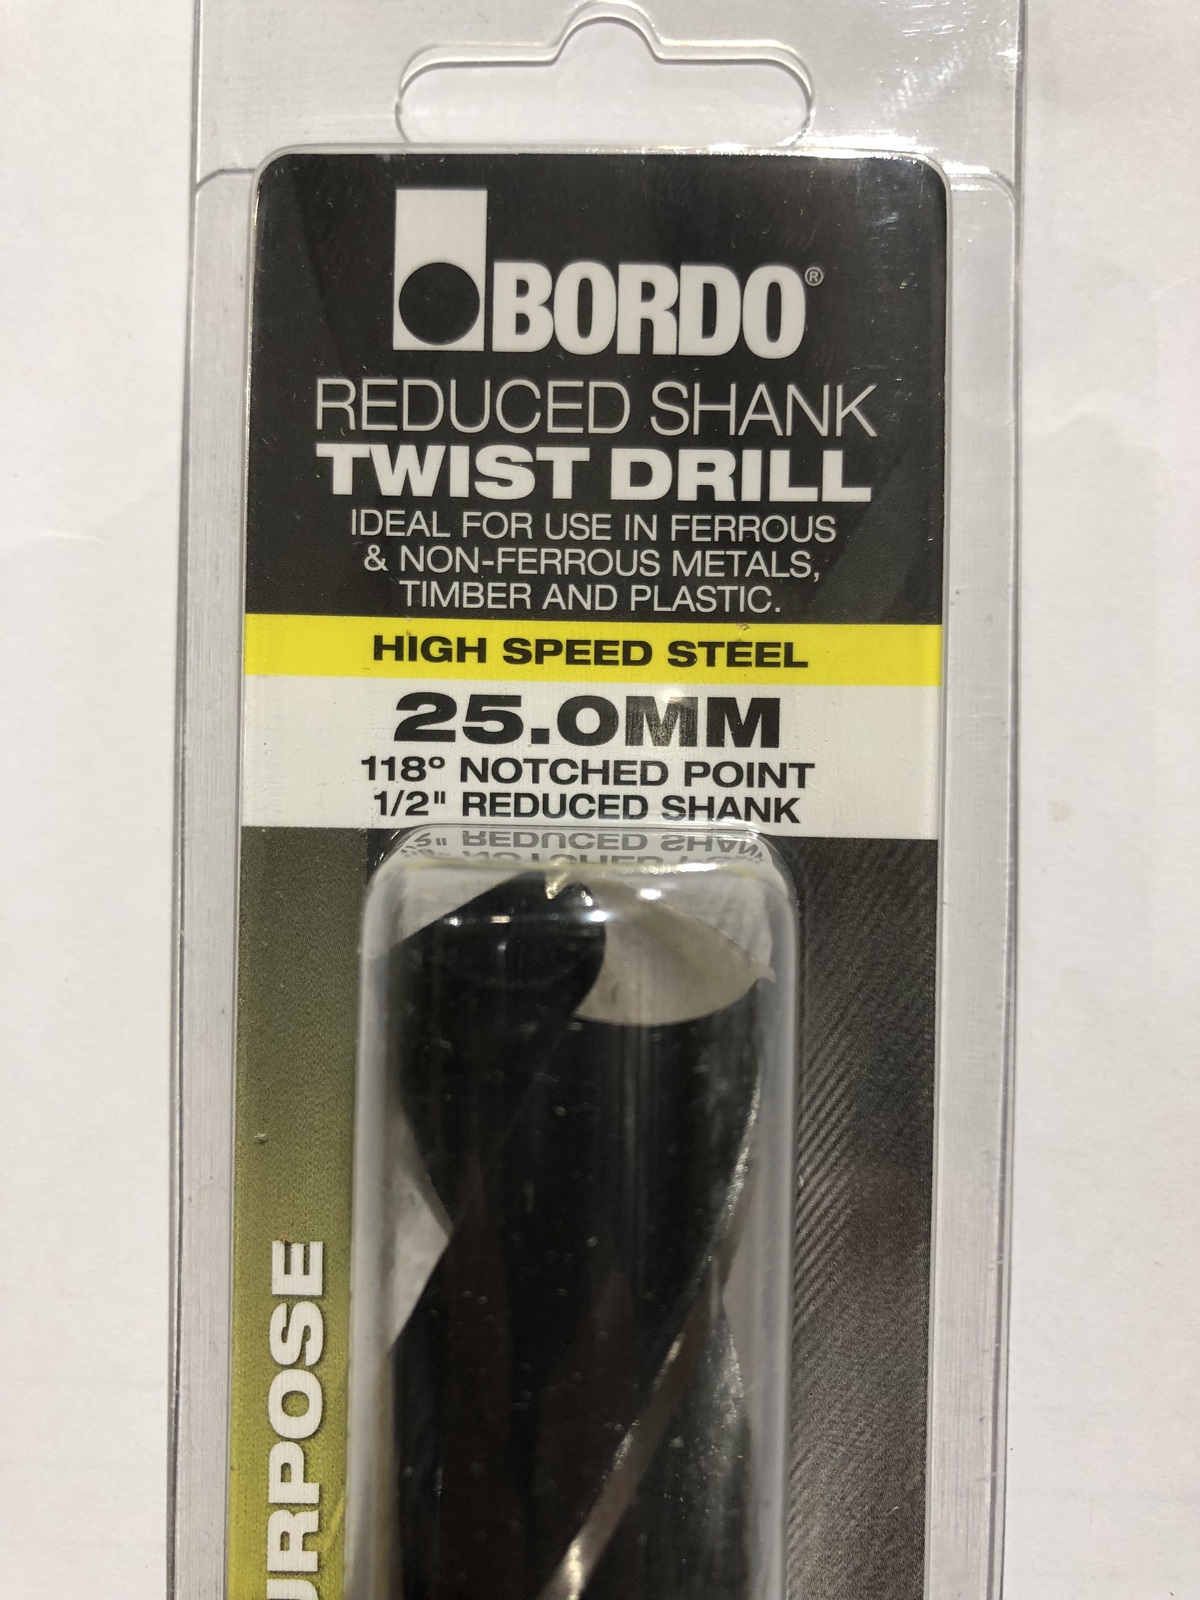 BORDO®
REDUCED SHANK
TWIST DRILL
IDEAL FOR USE IN FERROUS
& NON-FERROUS METALS,
TIMBER AND PLASTIC.
HIGH SPEED STEEL
25.0MM
118° NOTCHED POINT
1/2" REDUCED SHANK
URPOSE